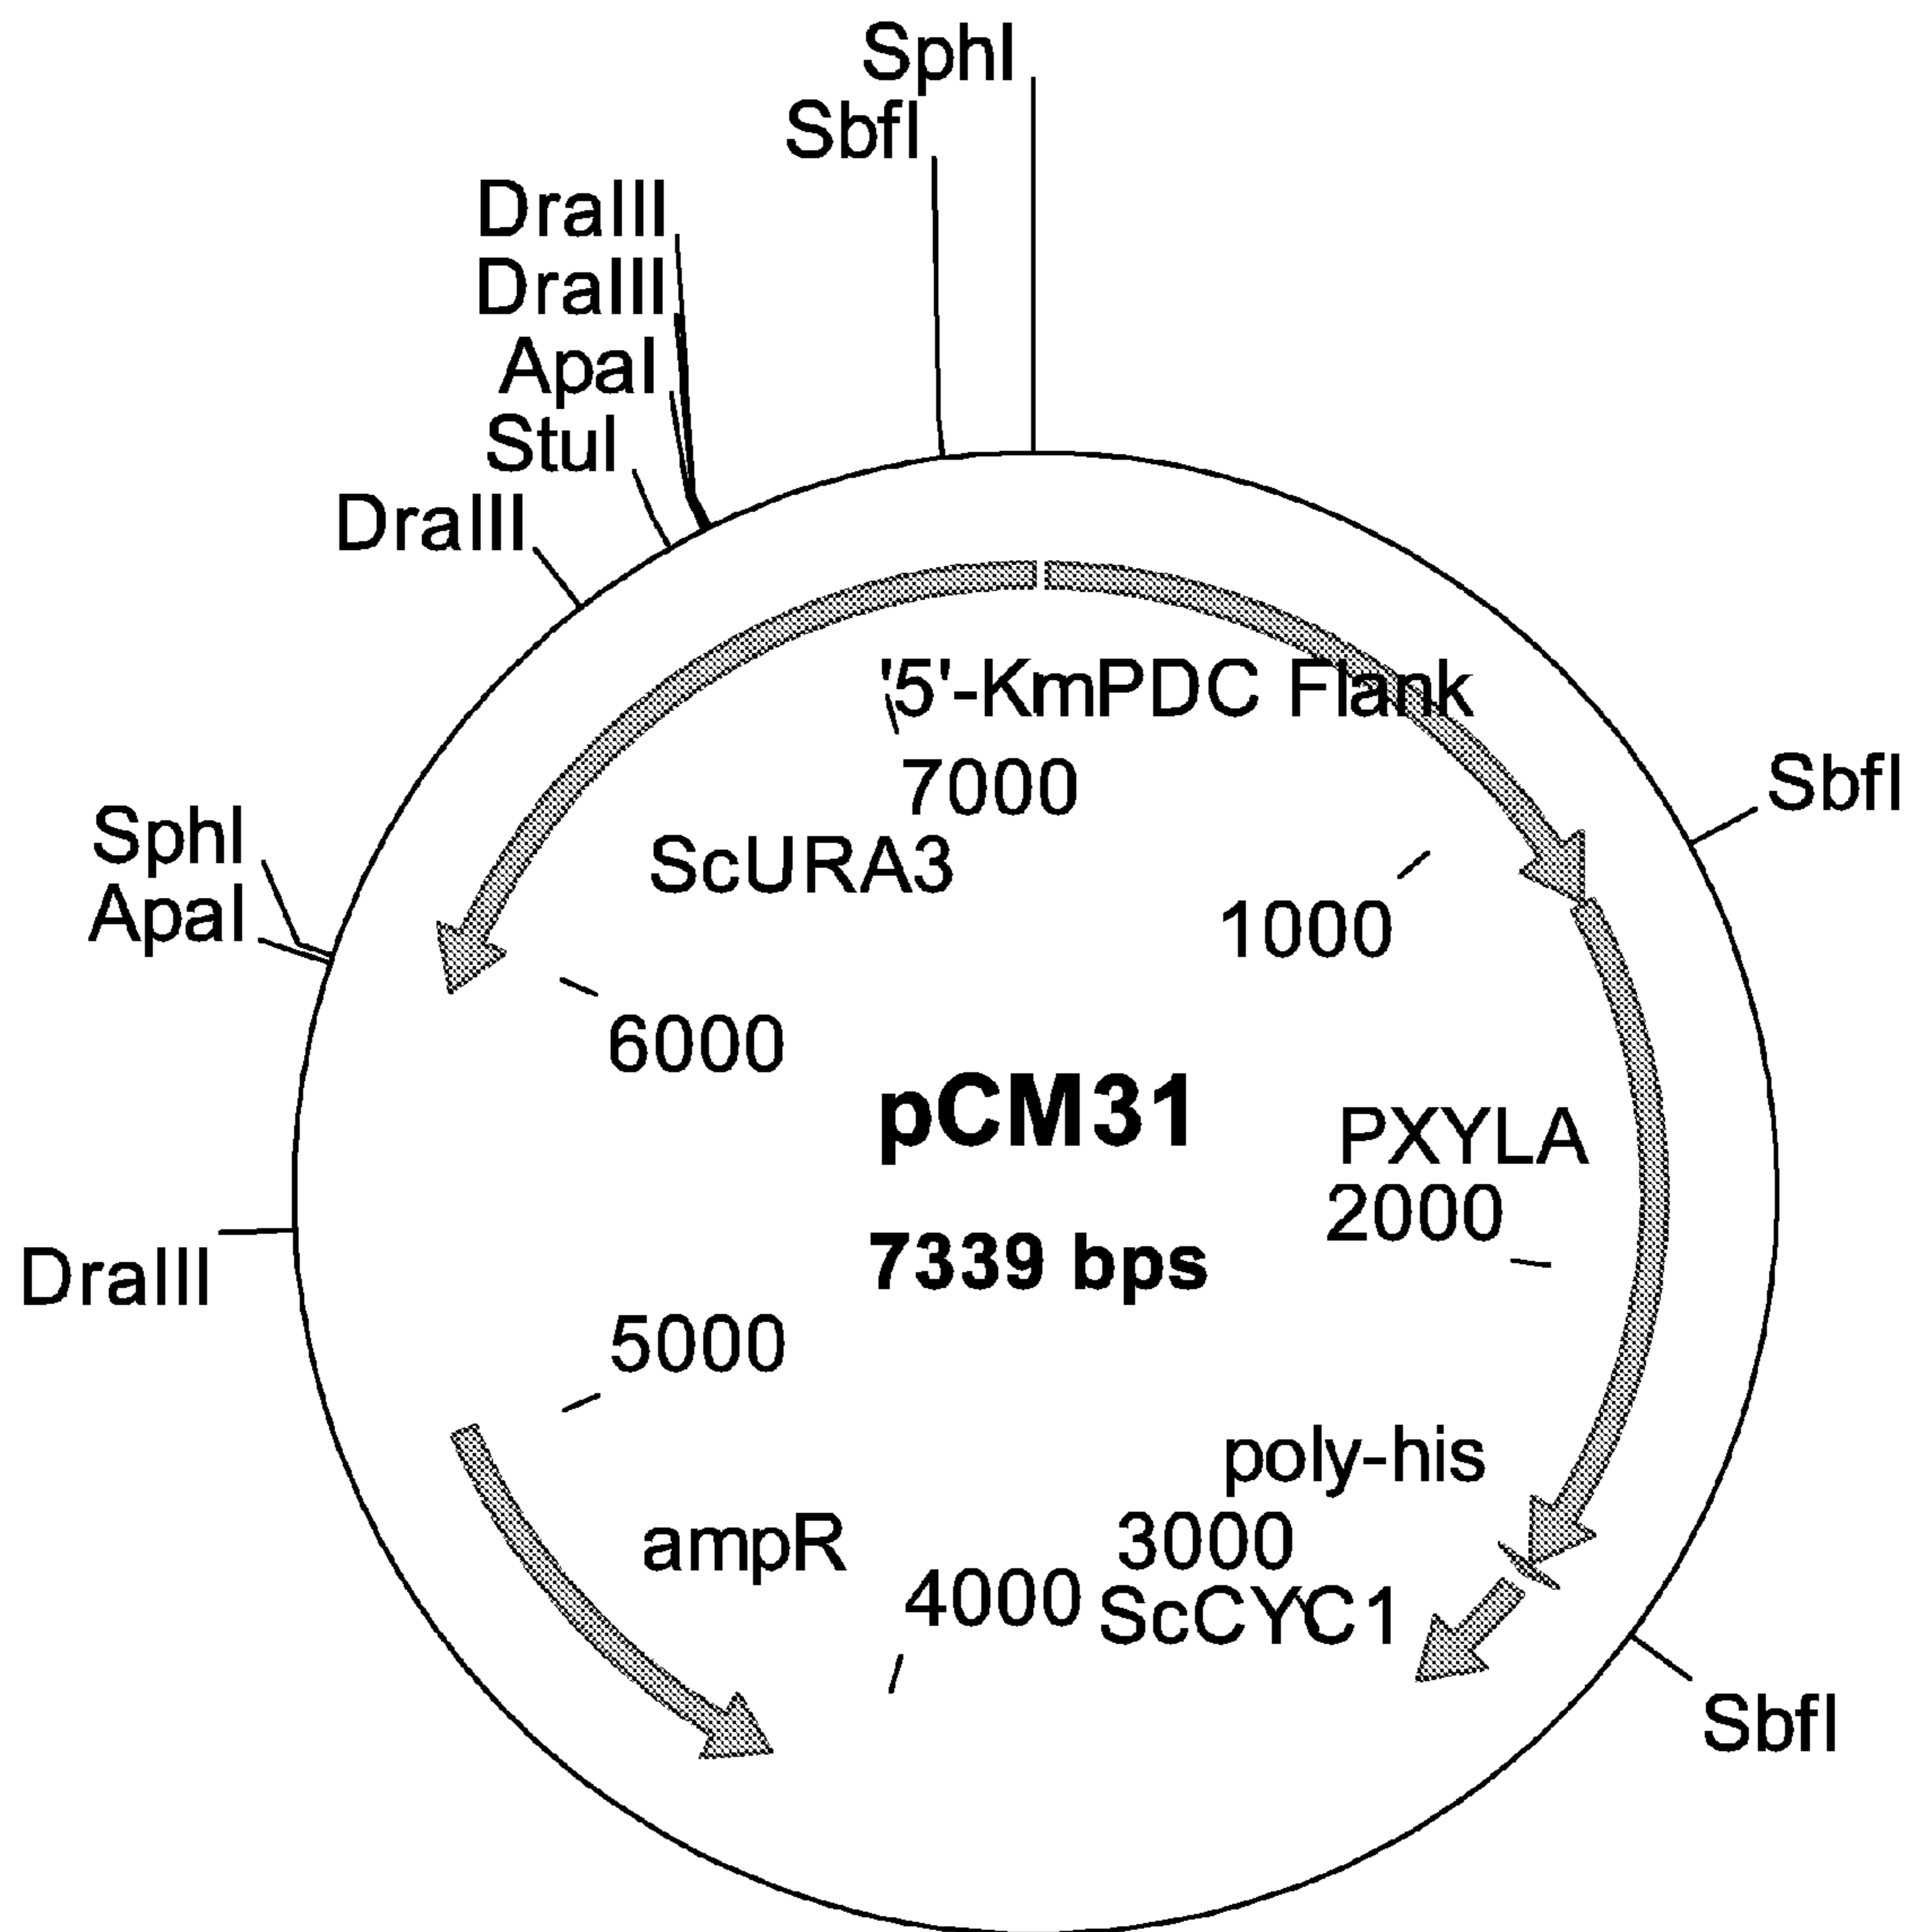 SphI
SbfI
DraIII
DraIII
ApaI
StuI
DraIII
'5'-KmPDC Flank
7000
SbfI
SphI
ScURA3
ApaI
1000
6000
pCM31
PXYLA
2000
7339 bps
DraIII
5000
poly-his
ampR
3000
4000
ScCYC1
SbfI